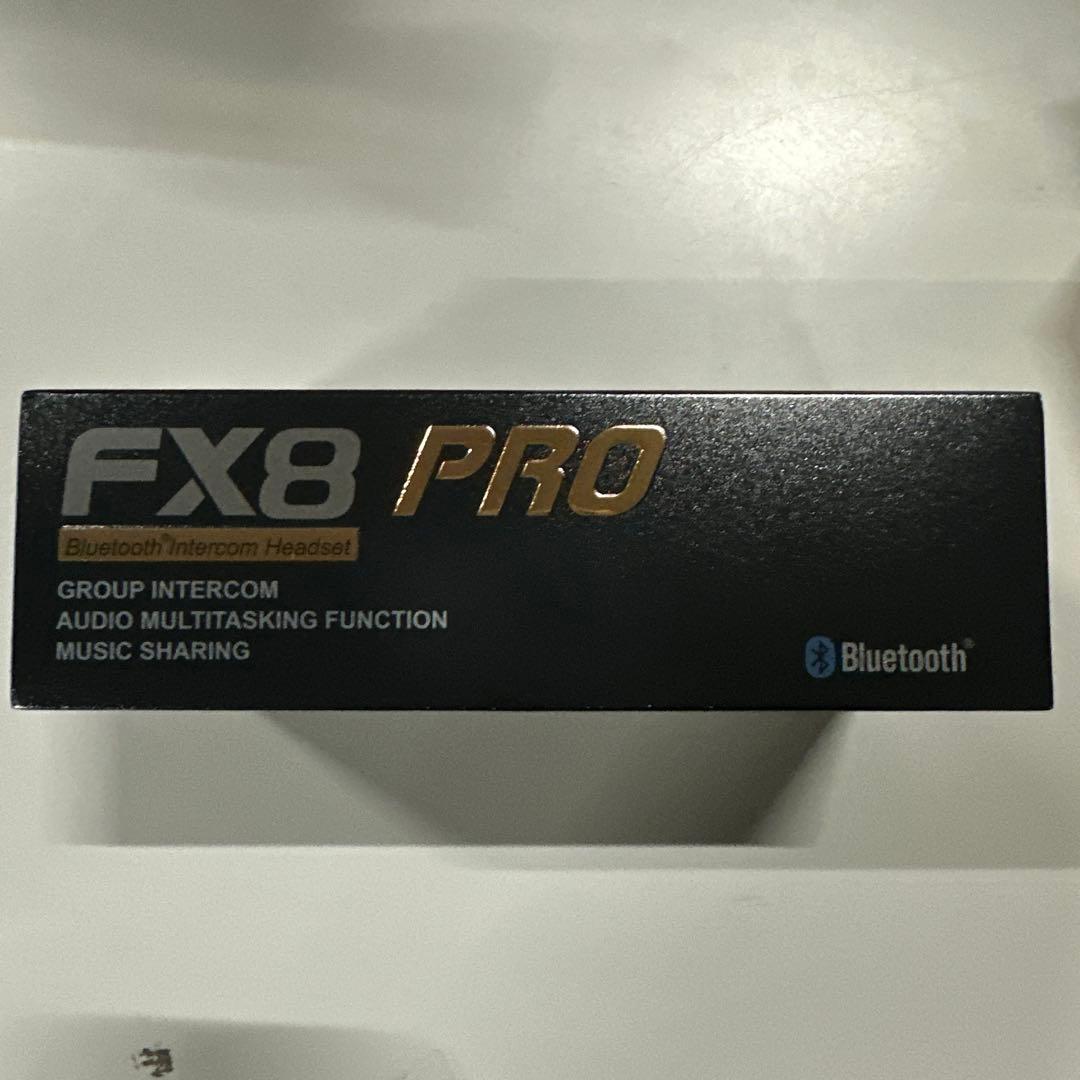 FX8 PRO
Bluetooth® Intercom Headset
GROUP INTERCOM
AUDIO MULTITASKING FUNCTION
MUSIC SHARING
Bluetooth®